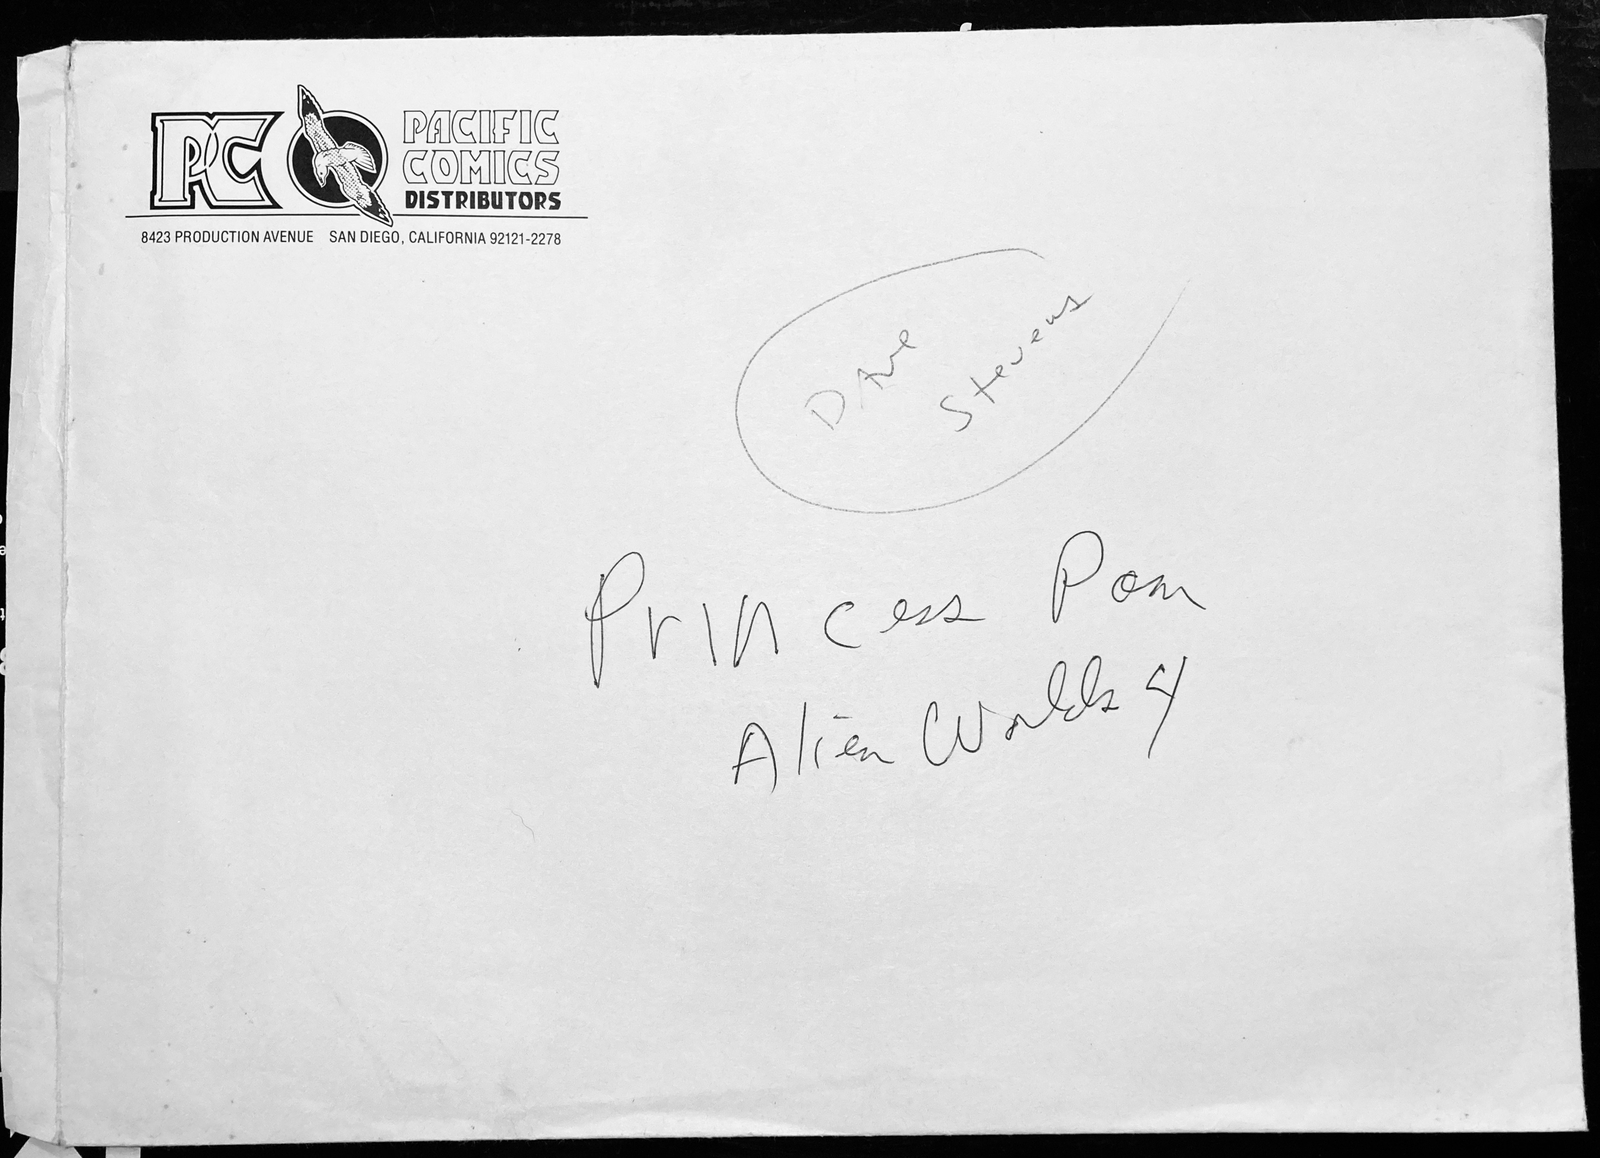 PC PACIFIC
COMICS
DISTRIBUTORS
8423 PRODUCTION AVENUE SAN DIEGO, CALIFORNIA 92121-2278
Dave
Stevens
Princess Pam
Alien Worlds 4